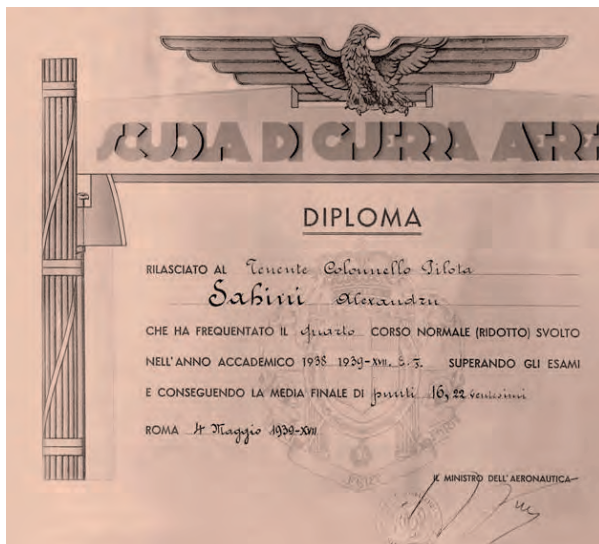 SCUOLA DI GUERRA AERE
DIPLOMA
RILASCIATO AL Tenente Colonnello Pilota
Sahini Alexandru
CHE HA FREQUENTATO IL quarto CORSO NORMALE (RIDOTTO) SVOLTO
NELL'ANNO ACCADEMICO 1938 1939-XVII. E. F. SUPERANDO GLI ESAMI
E CONSEGUENDO LA MEDIA FINALE DI punti 16,22 ventesimi
ROMA 4 Maggio 1939-XVII
IL MINISTRO DELL'AERONAUTICA